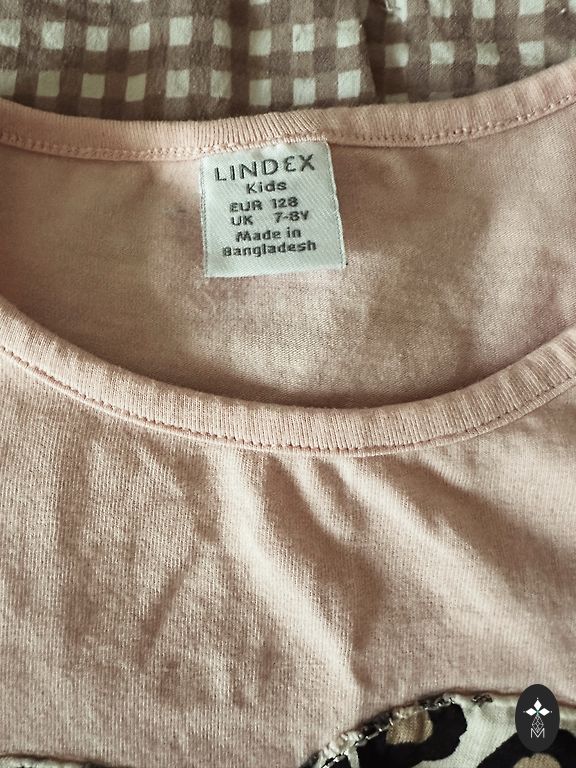 LINDEX
Kids
EUR 128
UK 7-8Y
Made in
Bangladesh
M